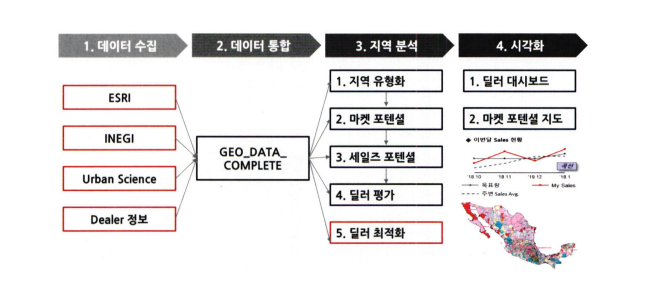 1. 데이터 수집
2. 데이터 통합
3. 지역 분석
4. 시각화
ESRI
INEGI
Urban Science
Dealer 정보
GEO_DATA_
COMPLETE
1. 지역 유형화
2. 마켓 포텐셜
3. 세일즈 포텐셜
4. 딜러 평가
5. 딜러 최적화
1. 딜러 대시보드
2. 마켓 포텐셜 지도
◆ 이번달 Sales 현황
'18 10
'18 11
'18 12
'18 1
목표량
My Sales
주변 Sales Avg.